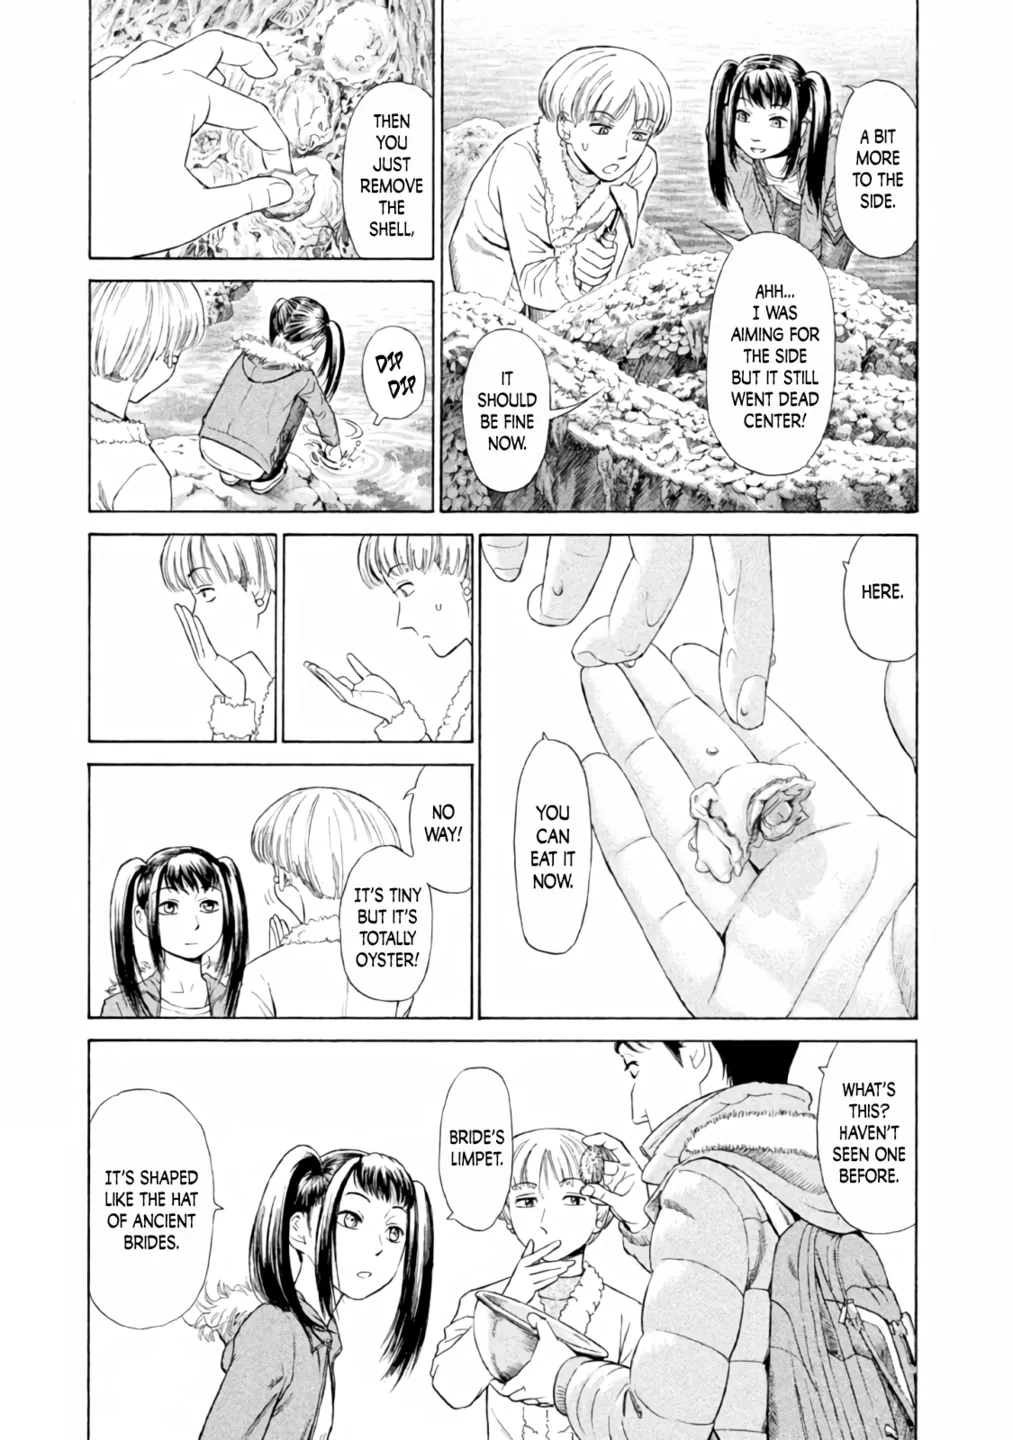 A BIT
MORE
TO THE
SIDE.
AHH...
I WAS
AIMING FOR
THE SIDE
BUT IT STILL
WENT DEAD
CENTER!
IT
SHOULD
BE FINE
NOW.
THEN
YOU
JUST
REMOVE
THE
SHELL,
DIP
DIP
HERE.
YOU
CAN
EAT IT
NOW.
NO
WAY!
IT'S TINY
BUT IT'S
TOTALLY
OYSTER!
WHAT'S
THIS?
HAVEN'T
SEEN ONE
BEFORE.
BRIDE'S
LIMPET.
IT'S SHAPED
LIKE THE HAT
OF ANCIENT
BRIDES.